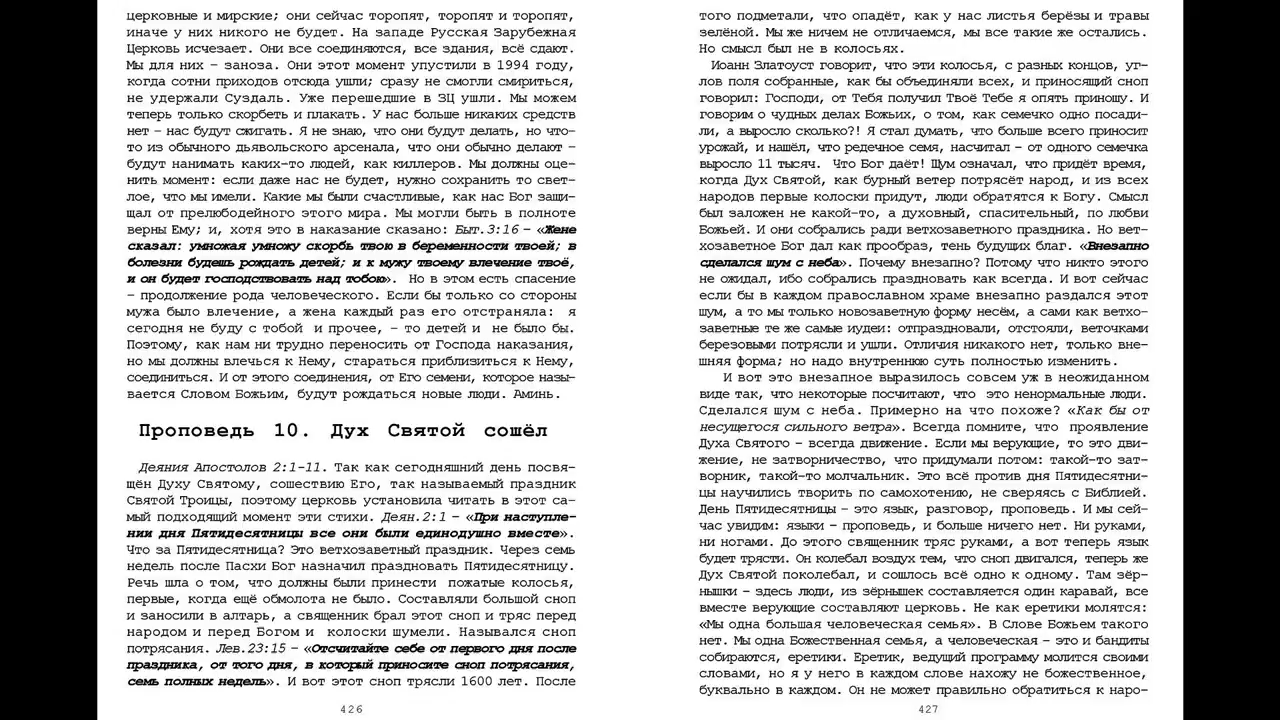 церковные и мирские; они сейчас торопят, торопят и торопят,
иначе у них никого не будет. На западе Русская Зарубежная
Церковь исчезает. Они все соединяются, все здания, всё сдают.
Мы для них – заноза. Они этот момент упустили в 1994 году,
когда сотни приходов отсюда ушли; сразу не смогли смириться,
не удержали Суздаль. Уже перешедшие в ЗЦ ушли. Мы можем
теперь только скорбеть и плакать. У нас больше никаких средств
нет – нас будут сжигать. Я не знаю, что они будут делать, но что-
то из обычного дьявольского арсенала, что они обычно делают –
будут нанимать каких-то людей, как киллеров. Мы должны оце-
нить момент: если даже нас не будет, нужно сохранить то свет-
лое, что мы имели. Какие мы были счастливые, как нас Бог защи-
щал от прелюбодейного этого мира. Мы могли быть в полноте
верны Ему; и, хотя это в наказание сказано: Быт.3:16 – «Жене
сказал: умножая умножу скорбь твою в беременности твоей; в
болезни будешь рождать детей; и к мужу твоему влечение твоё,
и он будет господствовать над тобою». Но в этом есть спасение
– продолжение рода человеческого. Если бы только со стороны
мужа было влечение, а жена каждый раз его отстраняла: я
сегодня не буду с тобой и прочее, – то детей и не было бы.
Поэтому, как нам ни трудно переносить от Господа наказания,
но мы должны влечься к Нему, стараться приблизиться к Нему,
соединиться. И от этого соединения, от Его семени, которое назы-
вается Словом Божьим, будут рождаться новые люди. Аминь.
Проповедь 10. Дух Святой сошёл
Деяния Апостолов 2:1-11. Так как сегодняшний день посвя-
щён Духу Святому, сошествию Его, так называемый праздник
Святой Троицы, поэтому церковь установила читать в этот са-
мый подходящий момент эти стихи. Деян.2:1 – «При наступле-
нии дня Пятидесятницы все они были единодушно вместе».
Что за Пятидесятница? Это ветхозаветный праздник. Через семь
недель после Пасхи Бог назначил праздновать Пятидесятницу.
Речь шла о том, что должны были принести пожатые колосья,
первые, когда ещё обмолота не было. Составляли большой сноп
и заносили в алтарь, а священник брал этот сноп и тряс перед
народом и перед Богом и колоски шумели. Назывался сноп
потрясания. Лев.23:15 – «Отсчитайте себе от первого дня после
праздника, от того дня, в который приносите сноп потрясания,
семь полных недель». И вот этот сноп трясли 1600 лет. После
426
того подметали, что опадёт, как у нас листья берёзы и травы
зелёной. Мы же ничем не отличаемся, мы все такие же остались.
Но смысл был не в колосьях.
Иоанн Златоуст говорит, что эти колосья, с разных концов, уг-
лов поля собранные, как бы объединяли всех, и приносящий сноп
говорил: Господи, от Тебя получил Твоё Тебе я опять приношу. И
говорим о чудных делах Божьих, о том, как семечко одно посади-
ли, а выросло сколько?! Я стал думать, что больше всего приносит
урожай, и нашёл, что редечное семя, насчитал – от одного семечка
выросло 11 тысяч. Что Бог даёт! Шум означал, что придёт время,
когда Дух Святой, как бурный ветер потрясёт народ, и из всех
народов первые колоски придут, люди обратятся к Богу. Смысл
был заложен не какой-то, а духовный, спасительный, по любви
Божьей. И они собрались ради ветхозаветного праздника. Но вет-
хозаветное Бог дал как прообраз, тень будущих благ. «Внезапно
сделался шум с неба». Почему внезапно? Потому что никто этого
не ожидал, ибо собрались праздновать как всегда. И вот сейчас
если бы в каждом православном храме внезапно раздался этот
шум, а то мы только новозаветную форму несём, а сами как ветхо-
заветные те же самые иудеи: отпраздновали, отстояли, веточками
березовыми потрясли и ушли. Отличия никакого нет, только вне-
шняя форма; но надо внутреннюю суть полностью изменить.
И вот это внезапное выразилось совсем уж в неожиданном
виде так, что некоторые посчитают, что это ненормальные люди.
Сделался шум с неба. Примерно на что похоже? «Как бы от
несущегося сильного ветра». Всегда помните, что проявление
Духа Святого – всегда движение. Если мы верующие, то это дви-
жение, не затворничество, что придумали потом: такой-то зат-
ворник, такой-то молчальник. Это всё против дня Пятидесятни-
цы научились творить по самохотению, не сверяясь с Библией.
День Пятидесятницы – это язык, разговор, проповедь. И мы сей-
час увидим: языки – проповедь, и больше ничего нет. Ни руками,
ни ногами. До этого священник тряс руками, а вот теперь язык
будет трясти. Он колебал воздух тем, что сноп двигался, теперь же
Дух Святой поколебал, и сошлось всё одно к одному. Там зёр-
нышки – здесь люди, из зёрнышек составляется один каравай, все
вместе верующие составляют церковь. Не как еретики молятся:
«Мы одна большая человеческая семья». В Слове Божьем такого
нет. Мы одна Божественная семья, а человеческая – это и бандиты
собираются, еретики. Еретик, ведущий программу молится своими
словами, но я у него в каждом слове нахожу не божественное,
буквально в каждом. Он не может правильно обратиться к наро-
427